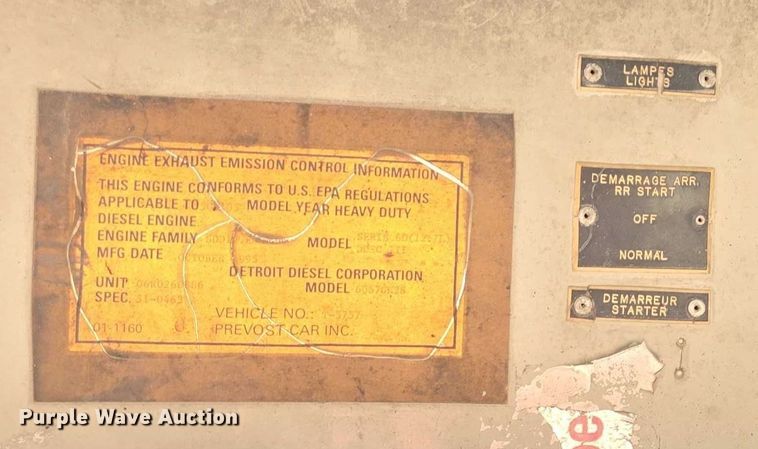 ENGINE EXHAUST EMISSION CONTROL INFORMATION
THIS ENGINE CONFORMS TO U.S. EPA REGULATIONS
APPLICABLE TO MODEL YEAR HEAVY DUTY
DIESEL ENGINE
ENGINE FAMILY MODEL
MFG DATE OCTOBER 1995
DETROIT DIESEL CORPORATION
UNIT MODEL
SPEC.
VEHICLE NO.:
01-1160 PREVOST CAR INC.
LAMPES
LIGHTS
DEMARRAGE ARR.
RR START
OFF
NORMAL
DEMARREUR
STARTER
Purple Wave Auction